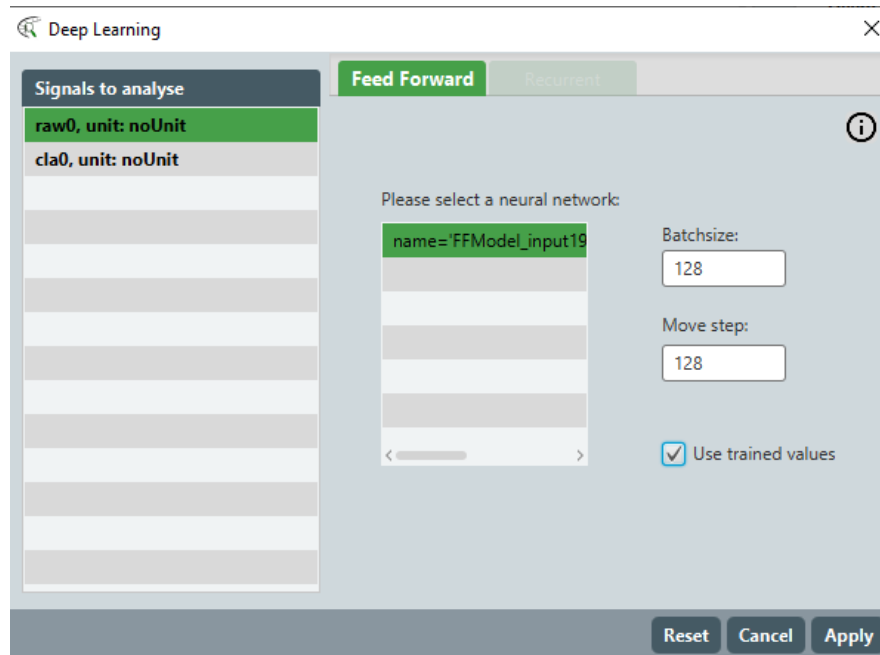 Deep Learning
Signals to analyse
raw0, unit: noUnit
cla0, unit: noUnit
Feed Forward
Recurrent
Please select a neural network:
name='FFModel_input19
Batchsize:
128
Move step:
128
Use trained values
Reset
Cancel
Apply